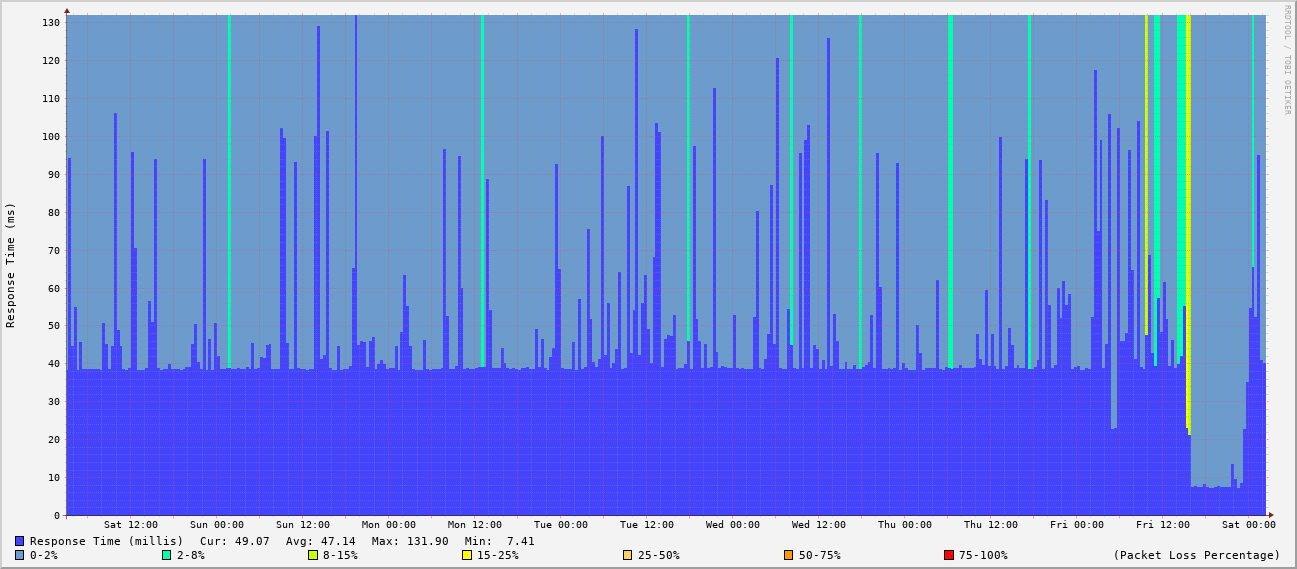 RRDTOOL / TOBI OETIKER
Response Time (ms)
130
120
110
100
90
80
70
60
50
40
30
20
10
0
Sat 12:00 Sun 00:00 Sun 12:00 Mon 00:00 Mon 12:00 Tue 00:00 Tue 12:00 Wed 00:00 Wed 12:00 Thu 00:00 Thu 12:00 Fri 00:00 Fri 12:00 Sat 00:00
Response Time (millis) Cur: 49.07 Avg: 47.14 Max: 131.90 Min: 7.41
0-2% 2-8% 8-15% 15-25% 25-50% 50-75% 75-100% (Packet Loss Percentage)